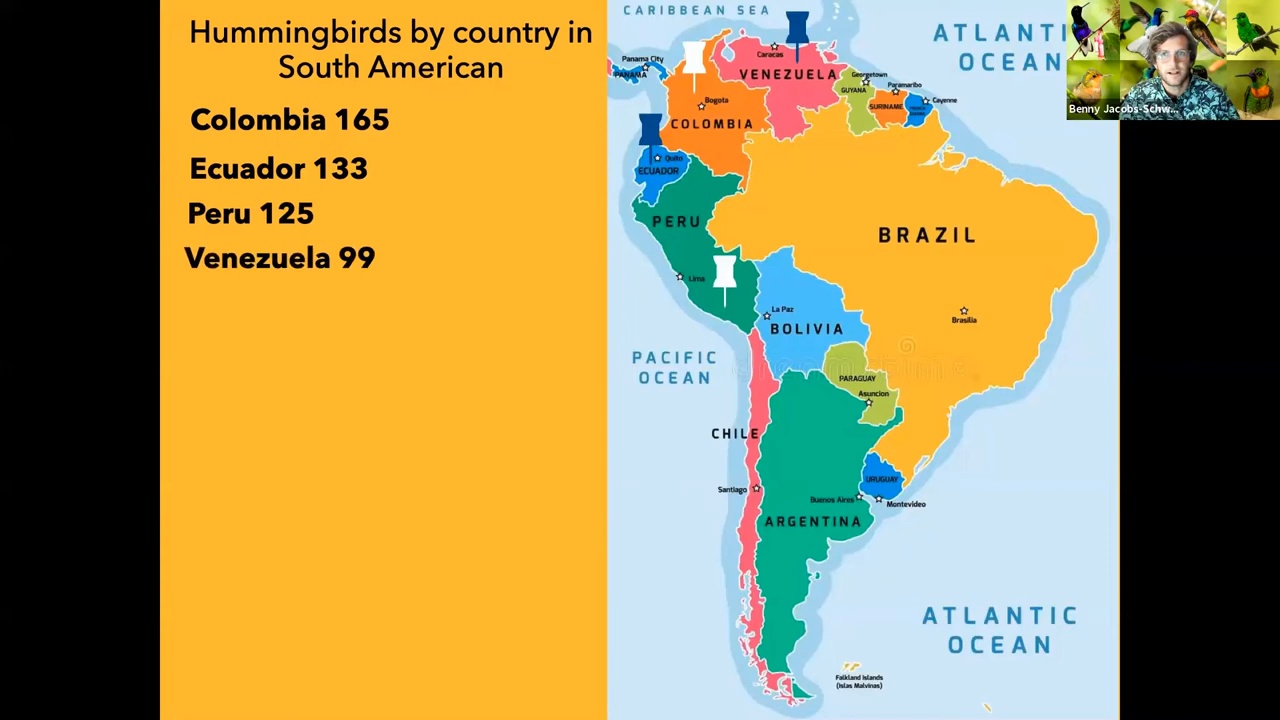 Hummingbirds by country in
South American
Colombia 165
Ecuador 133
Peru 125
Venezuela 99
CARIBBEAN SEA
ATLANTI
OCEAN
Benny Jacobs-Schw...
Panama City
PANAMA
Caracas
VENEZUELA
Georgetown
GUYANA
Paramaribo
SURINAME
Cayenne
Bogota
COLOMBIA
Quito
ECUADOR
PERU
BRAZIL
Lima
La Paz
BOLIVIA
Brasilia
PACIFIC
OCEAN
PARAGUAY
Asuncion
CHILE
Santiago
URUGUAY
Buenos Aires
Montevideo
ARGENTINA
ATLANTIC
OCEAN
Falkland Islands
(Islas Malvinas)